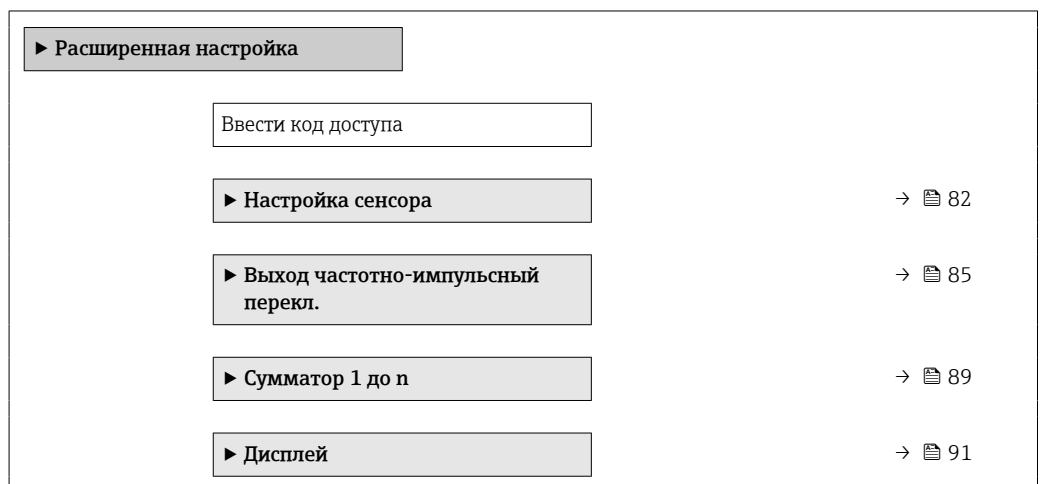 ▶ Расширенная настройка
Ввести код доступа
▶ Настройка сенсора → 82
▶ Выход частотно-импульсный → 85
перекл.
▶ Сумматор 1 до n → 89
▶ Дисплей → 91